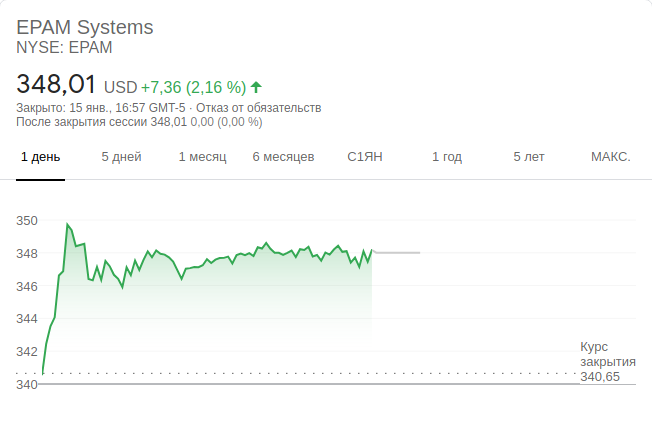 EPAM Systems
NYSE: EPAM
348,01 USD +7,36 (2,16 %)
Закрыто: 15 янв., 16:57 GMT-5 · Отказ от обязательств
После закрытия сессии 348,01 0,00 (0,00 %)
1 день 5 дней 1 месяц 6 месяцев С1ЯН 1 год 5 лет МАКС.
350
348
346
344
342
Курс
закрытия
340,65
340